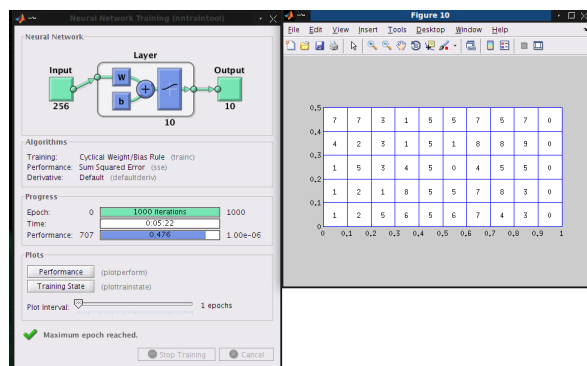 Neural Network Training (nntraintool)
Neural Network
Layer
Input
W
b
+
Output
256
10
10
Algorithms
Training: Cyclical Weight/Bias Rule (trainc)
Performance: Sum Squared Error (sse)
Derivative: Default (defaultderiv)
Progress
Epoch: 0 1000 iterations 1000
Time: 0:05:22
Performance: 707 0.476 1.00e-06
Plots
Performance (plotperform)
Training State (plottrainstate)
Plot Interval: 1 epochs
Maximum epoch reached.
Stop Training Cancel
Figure 10
File Edit View Insert Tools Desktop Window Help
0.5
7 7 3 1 5 5 7 5 7 0
0.4
4 2 3 1 5 1 8 8 9 0
0.3
1 5 3 4 5 0 4 5 5 0
0.2
1 2 1 8 5 5 7 8 3 0
0.1
1 2 5 6 5 6 7 4 3 0
0
0 0.1 0.2 0.3 0.4 0.5 0.6 0.7 0.8 0.9 1